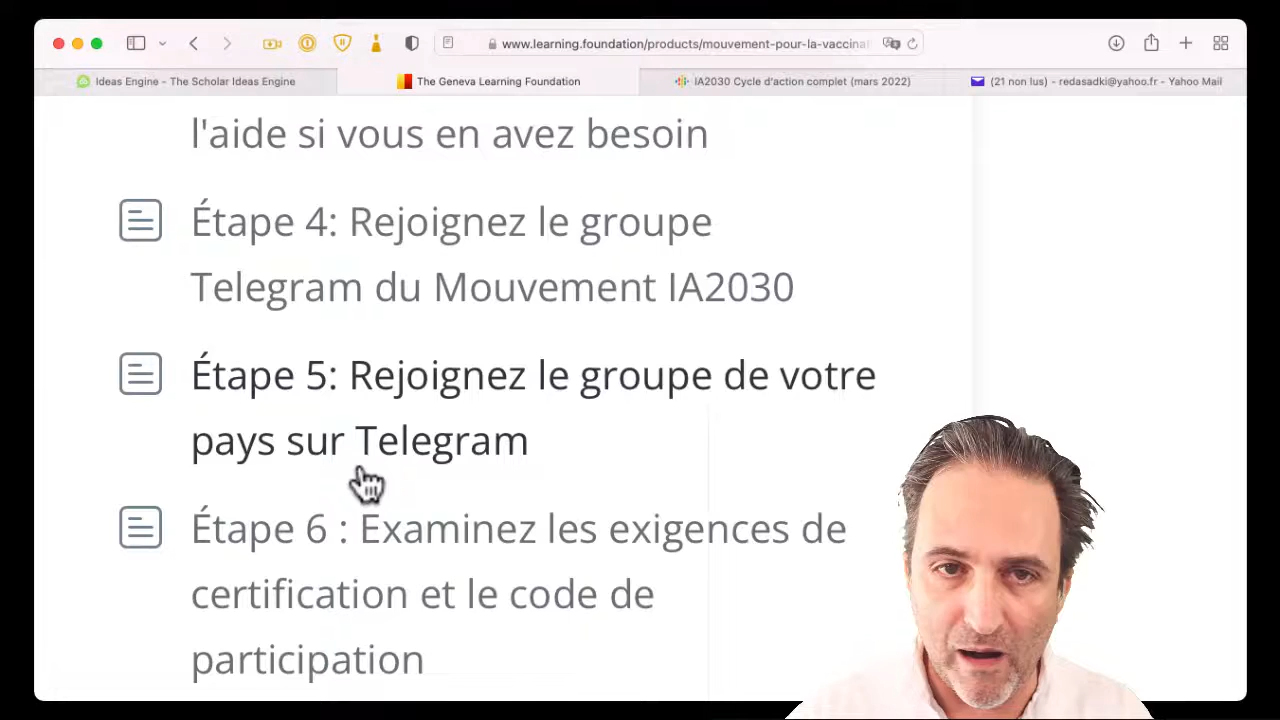 www.learning.foundation/products/mouvement-pour-la-vaccinat
Ideas Engine - The Scholar Ideas Engine
The Geneva Learning Foundation
IA2030 Cycle d'action complet (mars 2022)
(21 non lus) - redasadki@yahoo.fr - Yahoo Mail
l'aide si vous en avez besoin
Étape 4: Rejoignez le groupe
Telegram du Mouvement IA2030
Étape 5: Rejoignez le groupe de votre
pays sur Telegram
Étape 6 : Examinez les exigences de
certification et le code de
participation